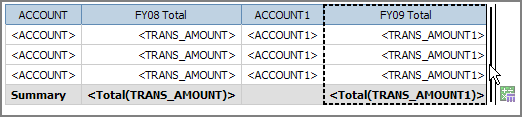 ACCOUNT FY08 Total ACCOUNT1 FY09 Total
<ACCOUNT> <TRANS_AMOUNT> <ACCOUNT1> <TRANS_AMOUNT1>
<ACCOUNT> <TRANS_AMOUNT> <ACCOUNT1> <TRANS_AMOUNT1>
<ACCOUNT> <TRANS_AMOUNT> <ACCOUNT1> <TRANS_AMOUNT1>
Summary <Total(TRANS_AMOUNT)> <Total(TRANS_AMOUNT1)>